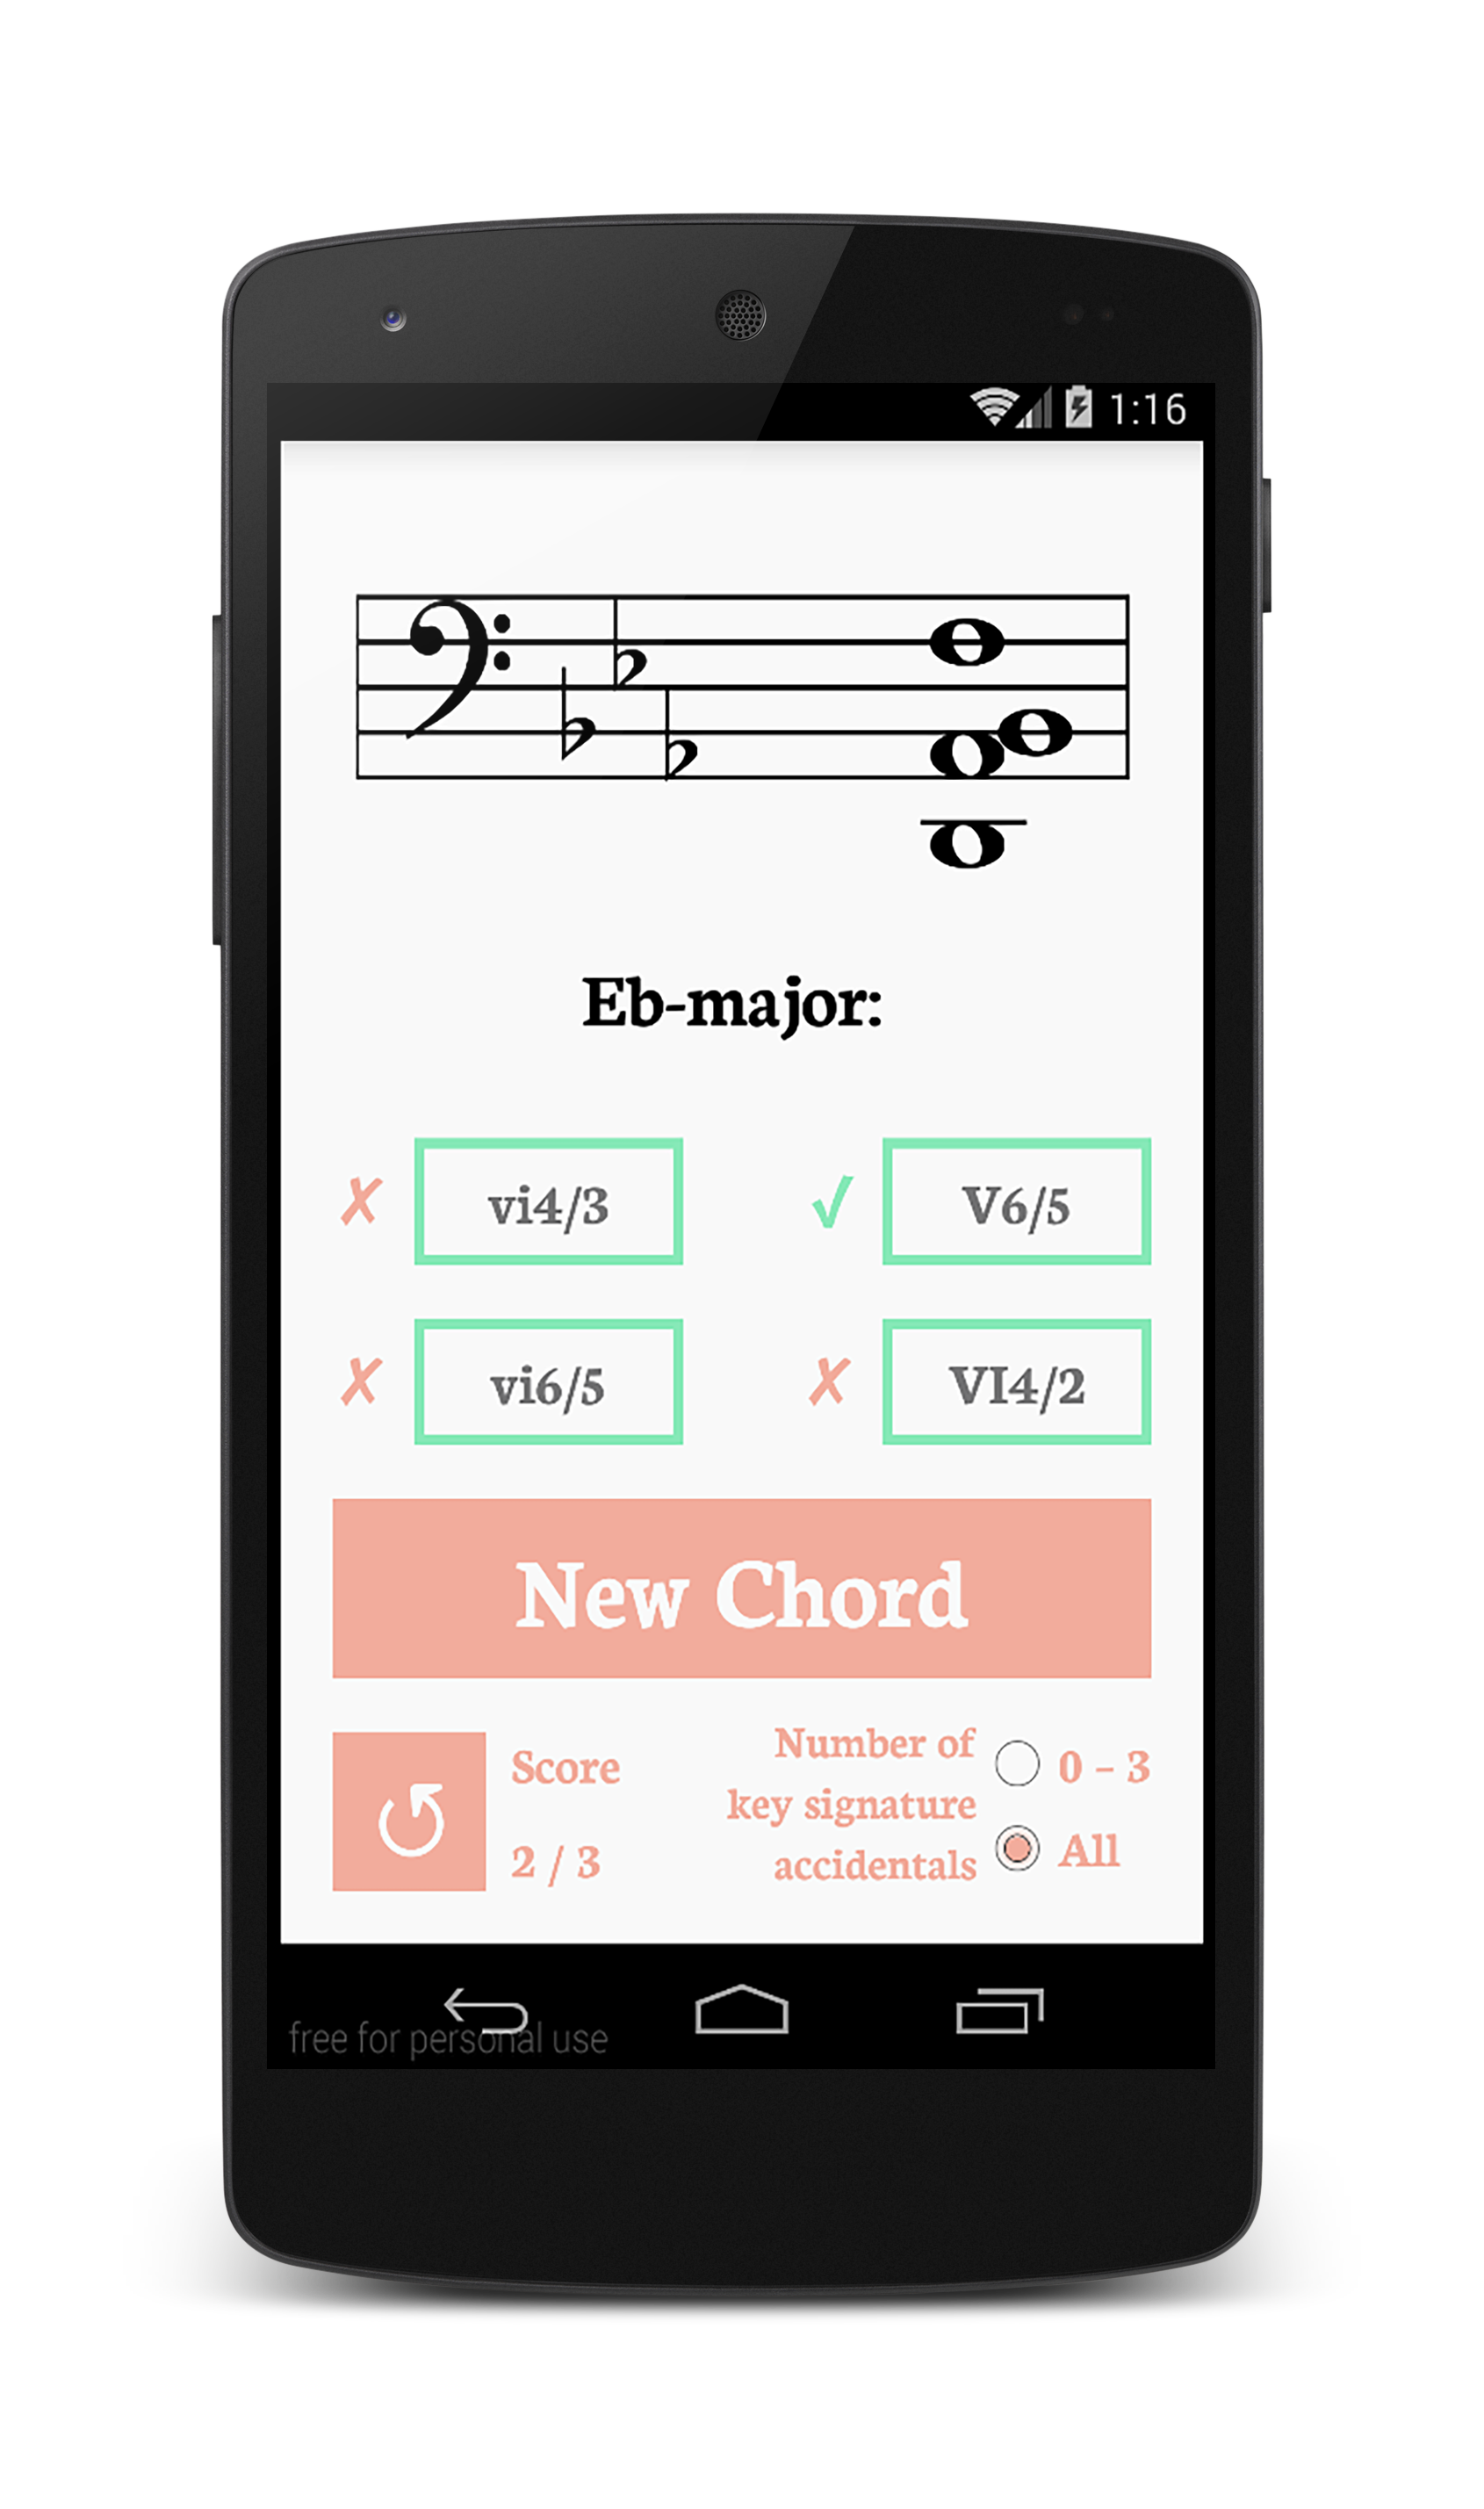 1:16
Eb-major:
✗ vi4/3 ✓ V6/5
✗ vi6/5 ✗ VI4/2
New Chord
Score
2 / 3
Number of
key signature
accidentals
0 – 3
All
free for personal use